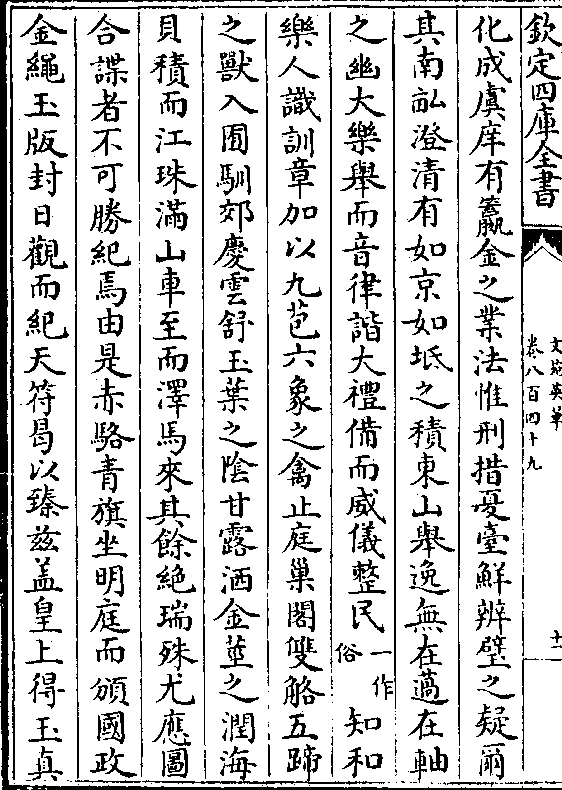 欽定四庫全書
文苑英華
卷八百四十九
十一
化成虞庠有籯金之業法惟刑措憂臺鮮辨璧之疑爾
其南畝澄清有如京如坻之積東山舉逸無在薖在軸
之幽大樂舉而音律諧大禮備而威儀整民一作俗知和
樂人識訓章加以九苞六象之禽止庭巢閣雙觡五蹄
之獸入囿馴郊慶雲舒玉葉之陰甘露洒金莖之潤海
貝積而江珠滿山車至而澤馬來其餘絶瑞殊尤應圖
合諜者不可勝紀焉由是赤駱青旗坐明庭而頒國政
金繩玉版封日觀而紀天符曷以臻兹盖皇上得玉真